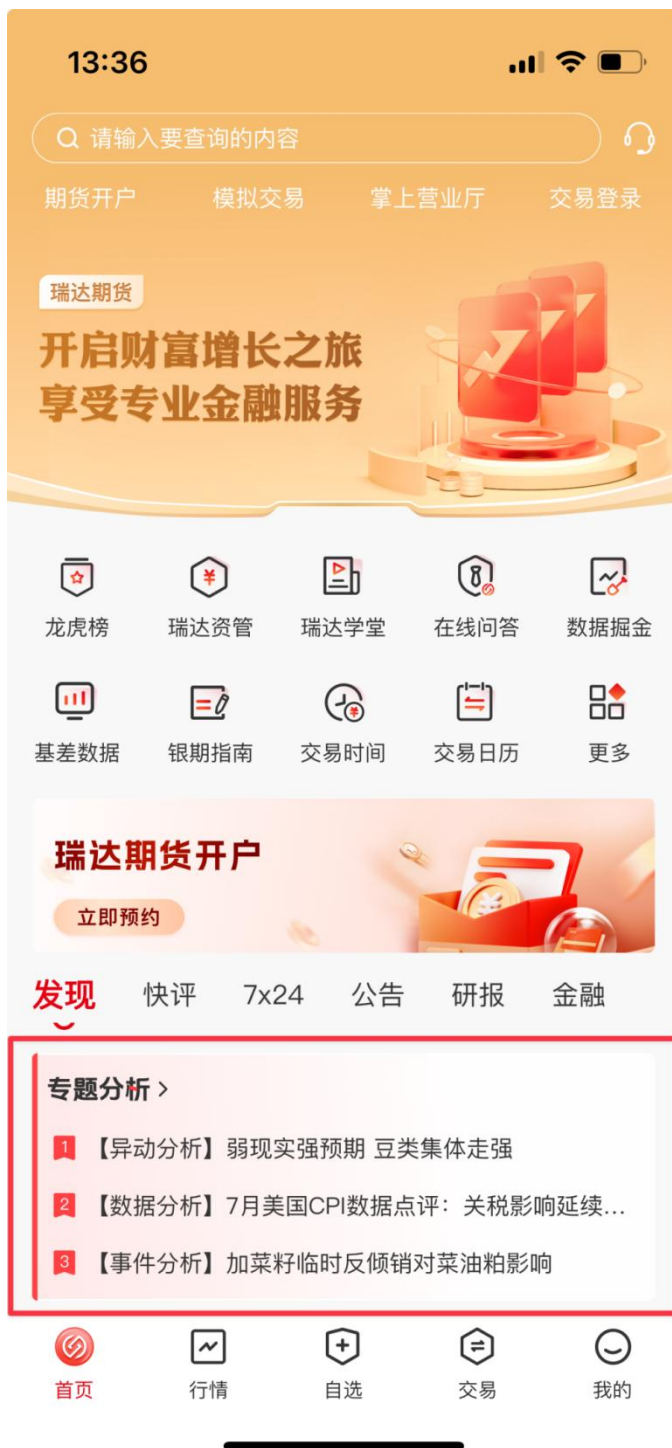 13:36
请输入要查询的内容
期货开户 模拟交易 掌上营业厅 交易登录
瑞达期货
开启财富增长之旅
享受专业金融服务
龙虎榜 瑞达资管 瑞达学堂 在线问答 数据掘金
基差数据 银期指南 交易时间 交易日历 更多
瑞达期货开户
立即预约
发现 快评 7x24 公告 研报 金融
专题分析 >
1 【异动分析】弱现实强预期 豆类集体走强
2 【数据分析】7月美国CPI数据点评：关税影响延续...
3 【事件分析】加菜籽临时反倾销对菜油粕影响
首页 行情 自选 交易 我的